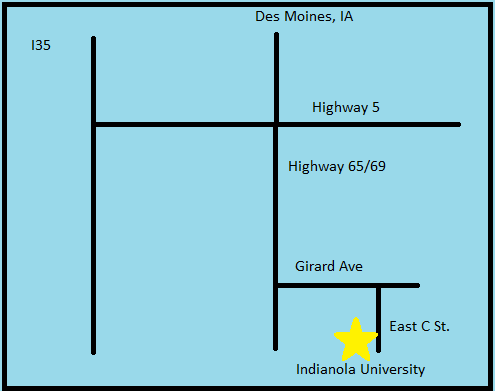 Des Moines, IA
I35
Highway 5
Highway 65/69
Girard Ave
East C St.
Indianola University